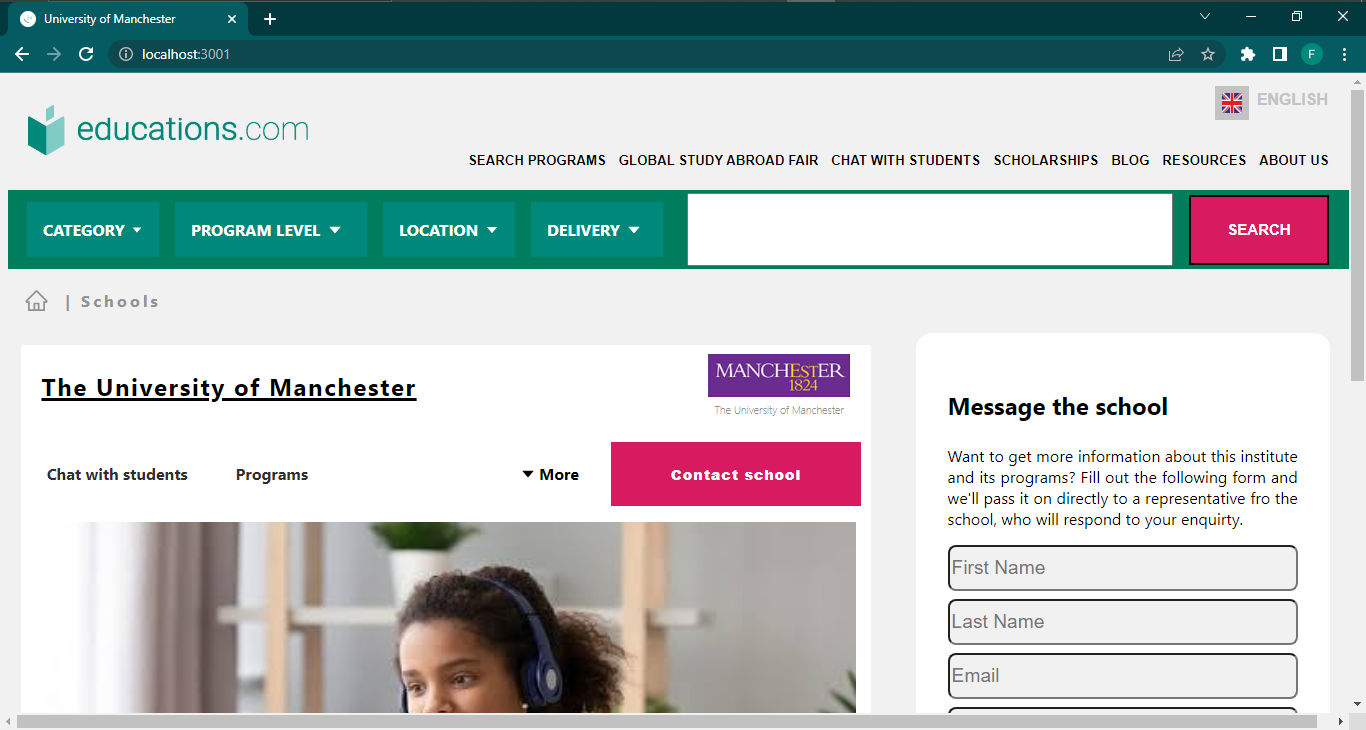 University of Manchester
localhost:3001
F
ENGLISH
educations.com
SEARCH PROGRAMS GLOBAL STUDY ABROAD FAIR CHAT WITH STUDENTS SCHOLARSHIPS BLOG RESOURCES ABOUT US
CATEGORY PROGRAM LEVEL LOCATION DELIVERY SEARCH
| Schools
The University of Manchester
MANCHEStER
1824
The University of Manchester
Chat with students Programs More Contact school
Message the school
Want to get more information about this institute
and its programs? Fill out the following form and
we'll pass it on directly to a representative fro the
school, who will respond to your enquirty.
First Name
Last Name
Email